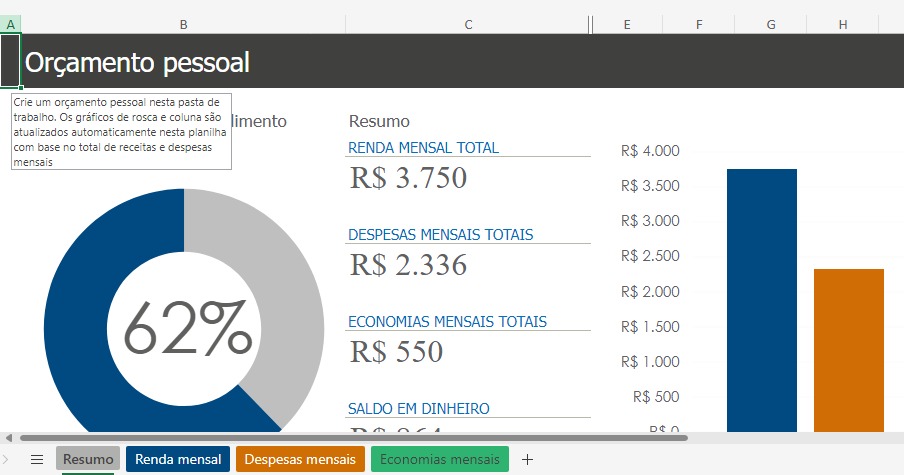 A B C E F G H
Orçamento pessoal
Crie um orçamento pessoal nesta pasta de
trabalho. Os gráficos de rosca e coluna são
atualizados automaticamente nesta planilha
com base no total de receitas e despesas
mensais
Resumo
RENDA MENSAL TOTAL
R$ 3.750
DESPESAS MENSAIS TOTAIS
R$ 2.336
ECONOMIAS MENSAIS TOTAIS
R$ 550
SALDO EM DINHEIRO
62%
R$ 4.000
R$ 3.500
R$ 3.000
R$ 2.500
R$ 2.000
R$ 1.500
R$ 1.000
R$ 500
R$ 0
Resumo
Renda mensal
Despesas mensais
Economias mensais